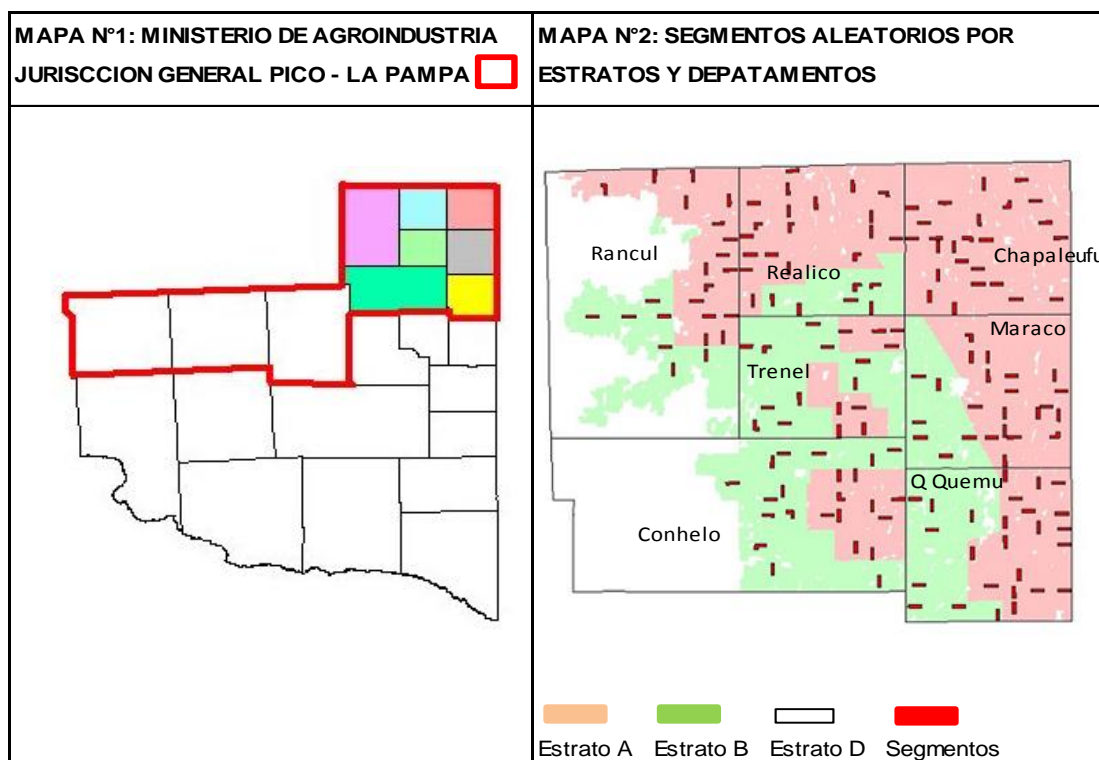 MAPA N°1: MINISTERIO DE AGROINDUSTRIA
JURISCCION GENERAL PICO - LA PAMPA
MAPA N°2: SEGMENTOS ALEATORIOS POR
ESTRATOS Y DEPATAMENTOS
Rancul
Realico
Chapaleufu
Maraco
Trenel
Q Quemu
Conhelo
Estrato A
Estrato B
Estrato D
Segmentos